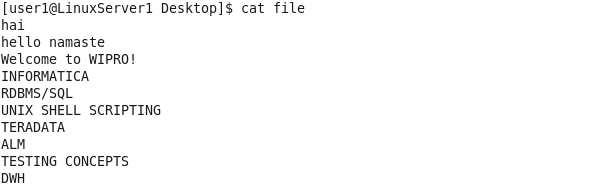 [user1@LinuxServer1 Desktop]$ cat file
hai
hello namaste
Welcome to WIPRO!
INFORMATICA
RDBMS/SQL
UNIX SHELL SCRIPTING
TERADATA
ALM
TESTING CONCEPTS
DWH